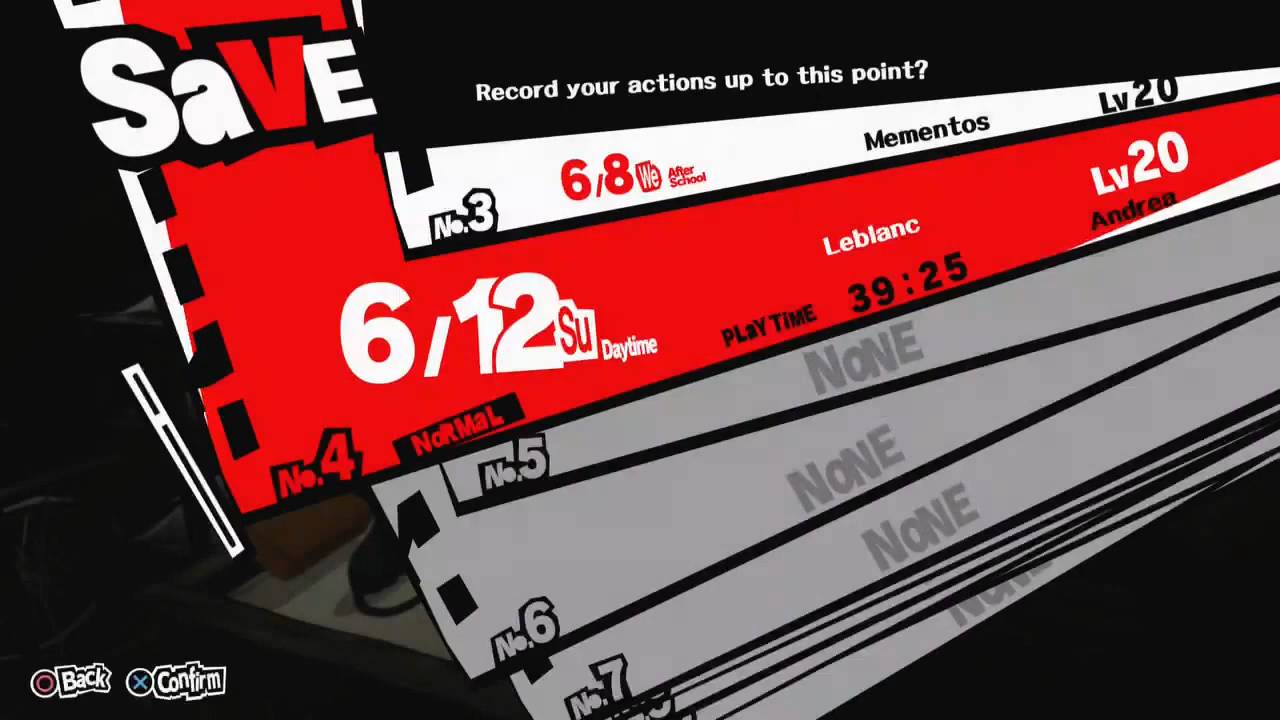 SaVE
Record your actions up to this point?
No.3 6/8 We After School Mementos Lv20
No.4 6/12 Su Daytime Leblanc Lv20
Andrea
PLaY TiME 39:25
NoRMaL
No.5 NoNE
No.6 NoNE
No.7 NoNE
Back Confirm